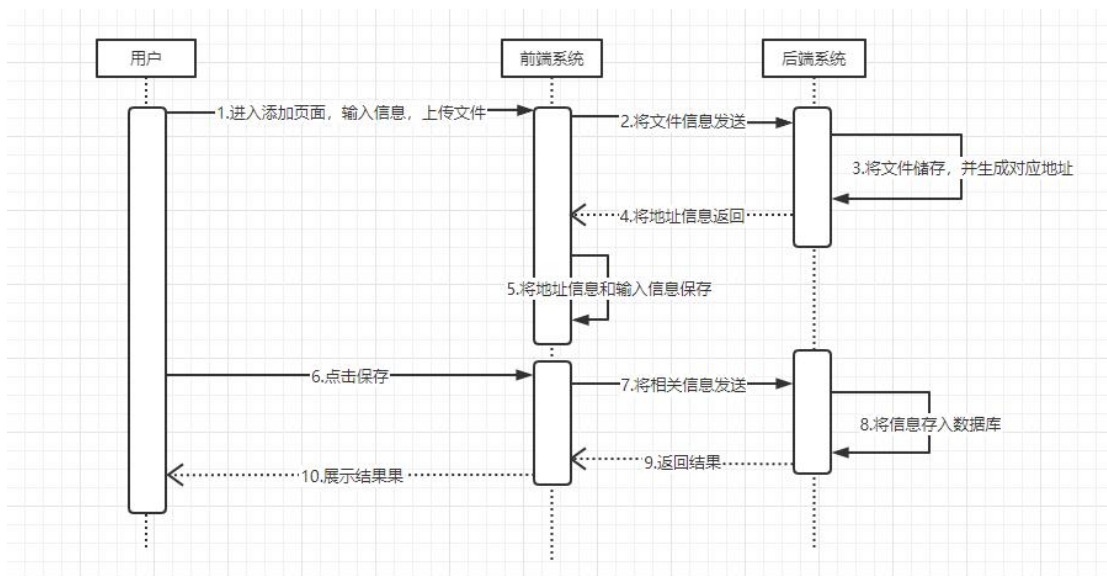 用户
前端系统
后端系统
1.进入添加页面，输入信息，上传文件
2.将文件信息发送
3.将文件储存，并生成对应地址
4.将地址信息返回
5.将地址信息和输入信息保存
6.点击保存
7.将相关信息发送
8.将信息存入数据库
9.返回结果
10.展示结果果